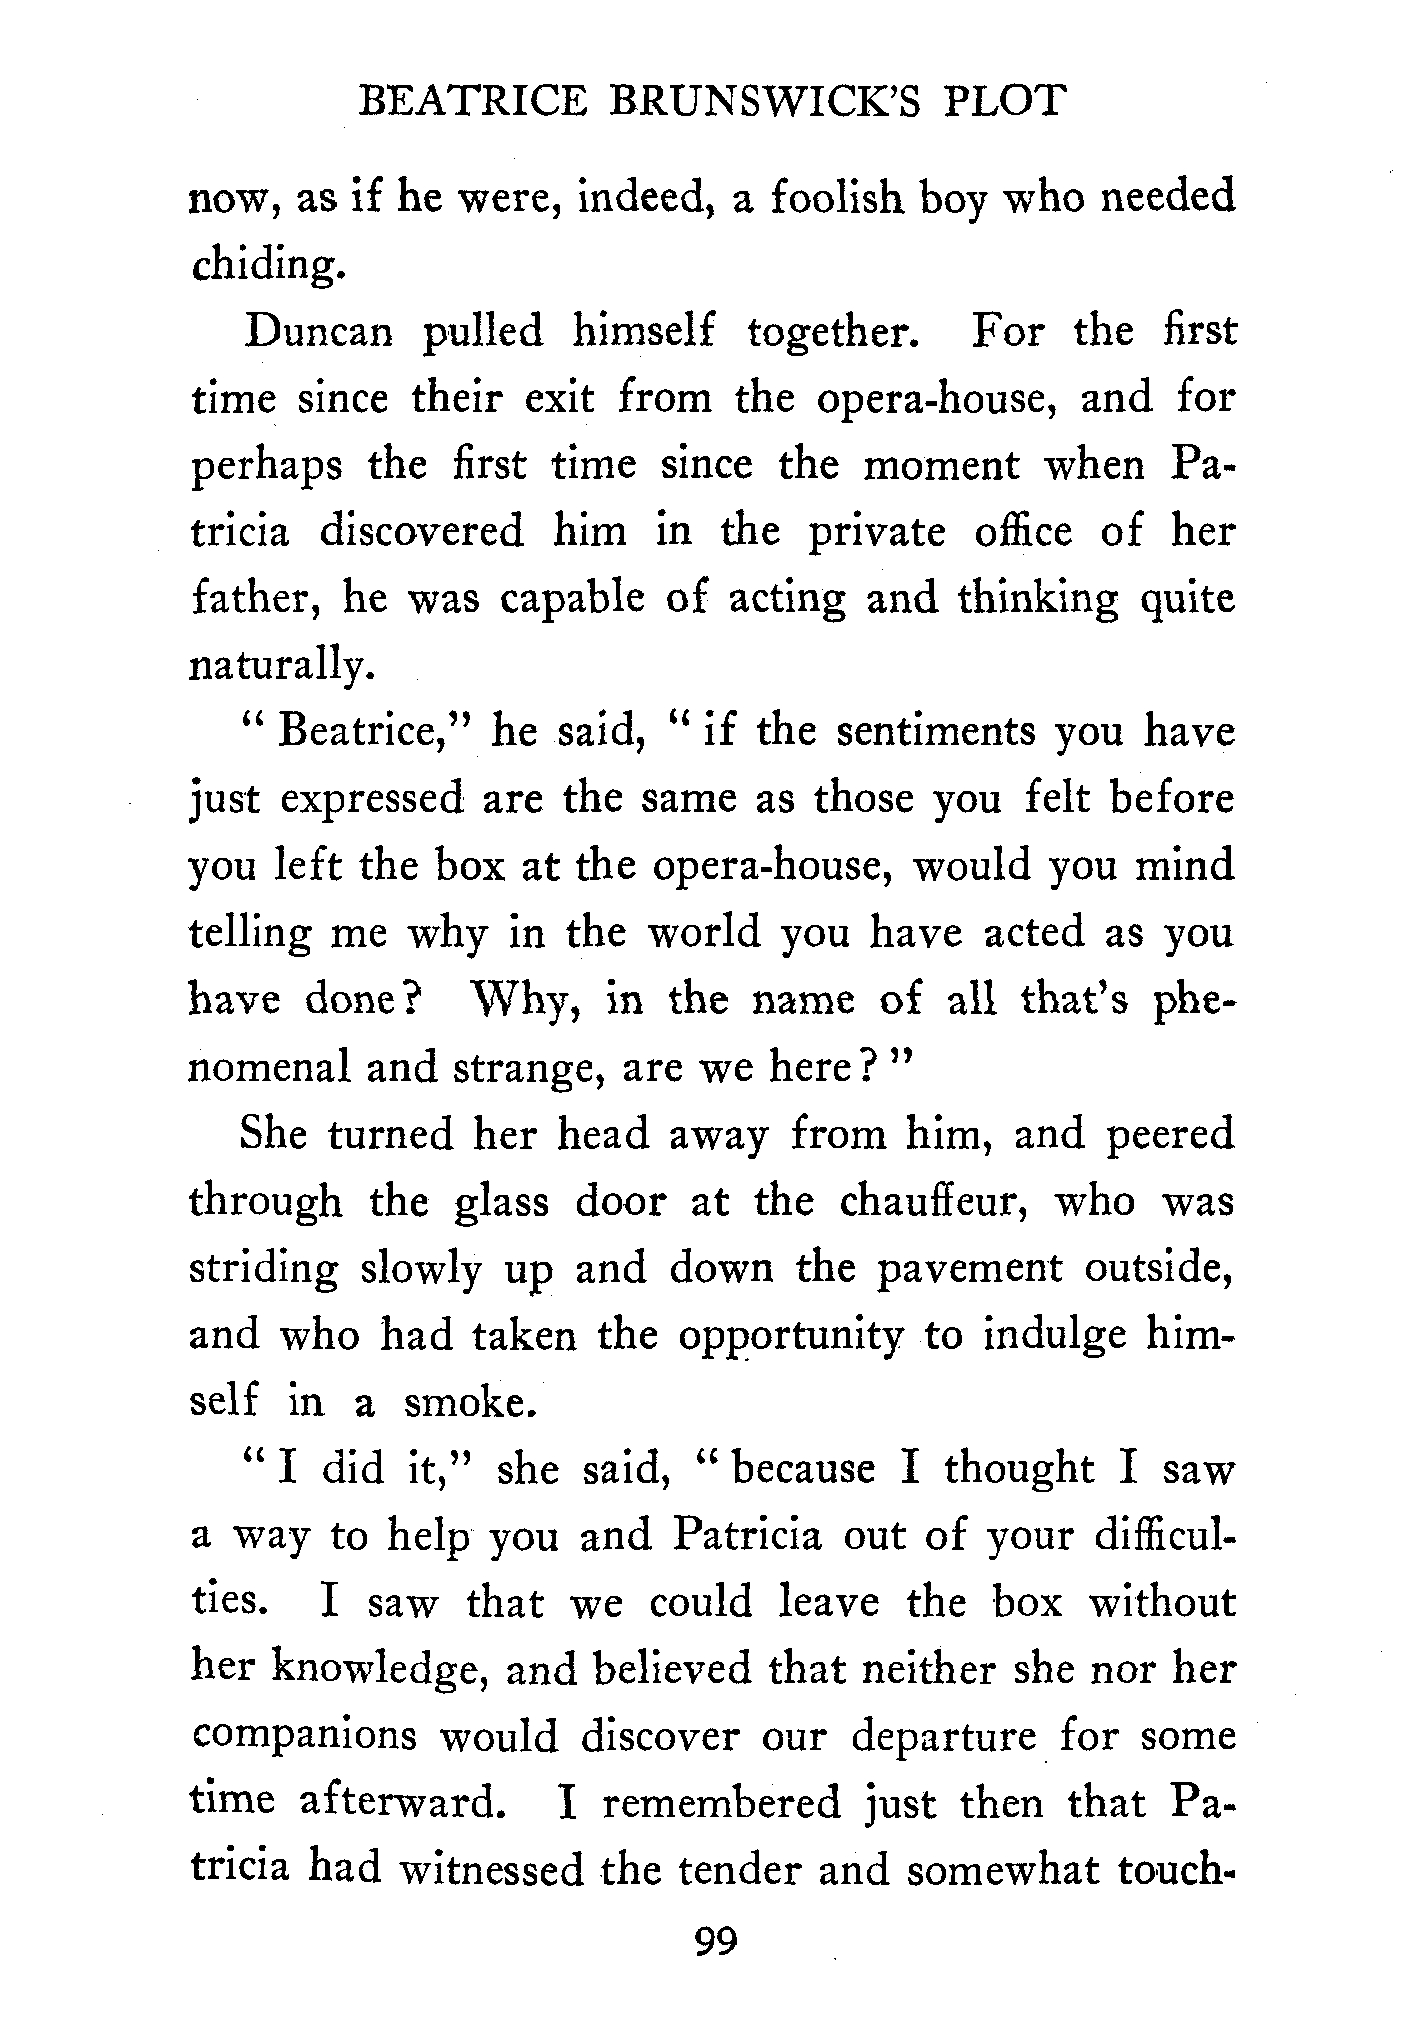 BEATRICE BRUNSWICK'S PLOT
now, as if he were, indeed, a foolish boy who needed
chiding.
Duncan pulled himself together. For the first
time since their exit from the opera-house, and for
perhaps the first time since the moment when Pa-
tricia discovered him in the private office of her
father, he was capable of acting and thinking quite
naturally.
“ Beatrice,” he said, “ if the sentiments you have
just expressed are the same as those you felt before
you left the box at the opera-house, would you mind
telling me why in the world you have acted as you
have done? Why, in the name of all that's phe-
nomenal and strange, are we here? ”
She turned her head away from him, and peered
through the glass door at the chauffeur, who was
striding slowly up and down the pavement outside,
and who had taken the opportunity to indulge him-
self in a smoke.
“ I did it,” she said, “ because I thought I saw
a way to help you and Patricia out of your difficul-
ties. I saw that we could leave the box without
her knowledge, and believed that neither she nor her
companions would discover our departure for some
time afterward. I remembered just then that Pa-
tricia had witnessed the tender and somewhat touch-
99